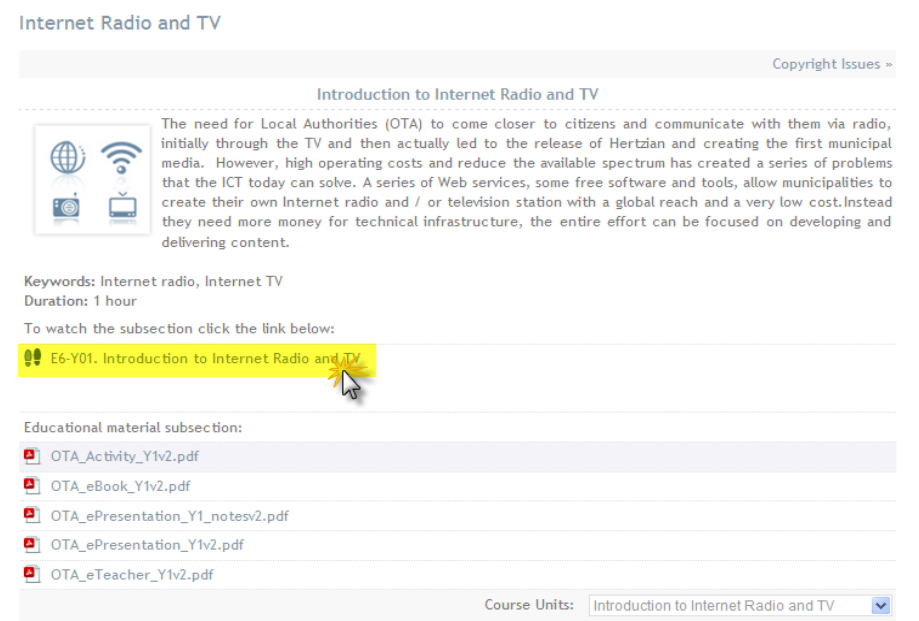 Internet Radio and TV
Copyright Issues »
Introduction to Internet Radio and TV
The need for Local Authorities (OTA) to come closer to citizens and communicate with them via radio,
initially through the TV and then actually led to the release of Hertzian and creating the first municipal
media. However, high operating costs and reduce the available spectrum has created a series of problems
that the ICT today can solve. A series of Web services, some free software and tools, allow municipalities to
create their own Internet radio and / or television station with a global reach and a very low cost.Instead
they need more money for technical infrastructure, the entire effort can be focused on developing and
delivering content.
Keywords: Internet radio, Internet TV
Duration: 1 hour
To watch the subsection click the link below:
E6-Y01. Introduction to Internet Radio and TV
Educational material subsection:
OTA_Activity_Y1v2.pdf
OTA_eBook_Y1v2.pdf
OTA_ePresentation_Y1_notesv2.pdf
OTA_ePresentation_Y1v2.pdf
OTA_eTeacher_Y1v2.pdf
Course Units: Introduction to Internet Radio and TV